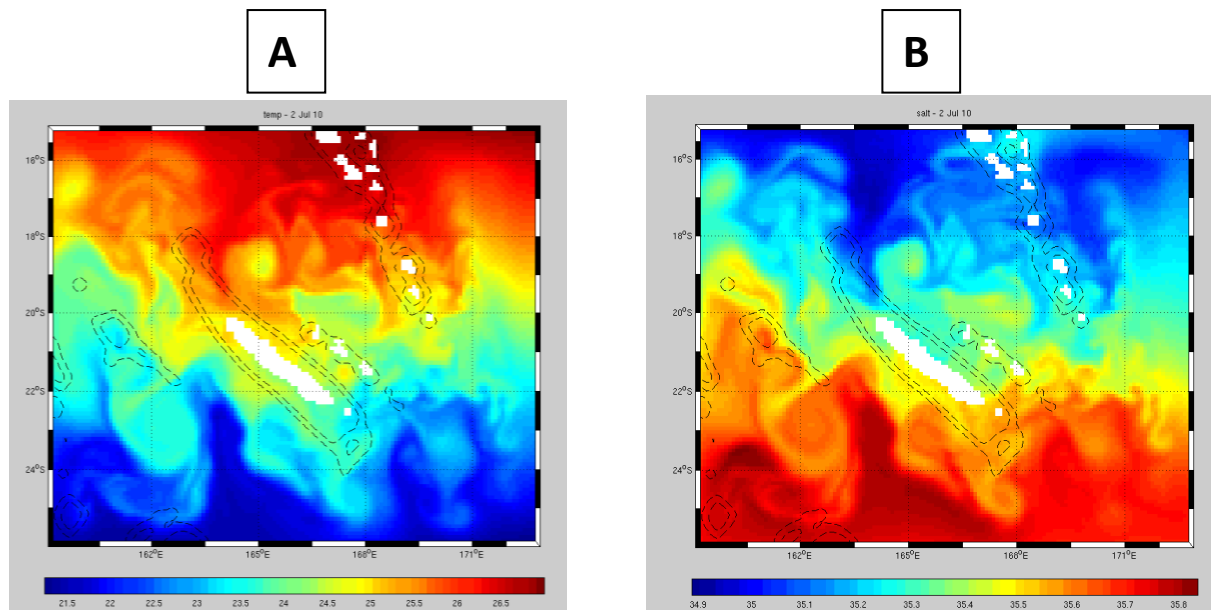 A
B
temp - 2 Jul 10
salt - 2 Jul 10
16°S
18°S
20°S
22°S
24°S
162°E
165°E
168°E
171°E
21.5 22 22.5 23 23.5 24 24.5 25 25.5 26 26.5
16°S
18°S
20°S
22°S
24°S
162°E
165°E
168°E
171°E
34.9 35 35.1 35.2 35.3 35.4 35.5 35.6 35.7 35.8